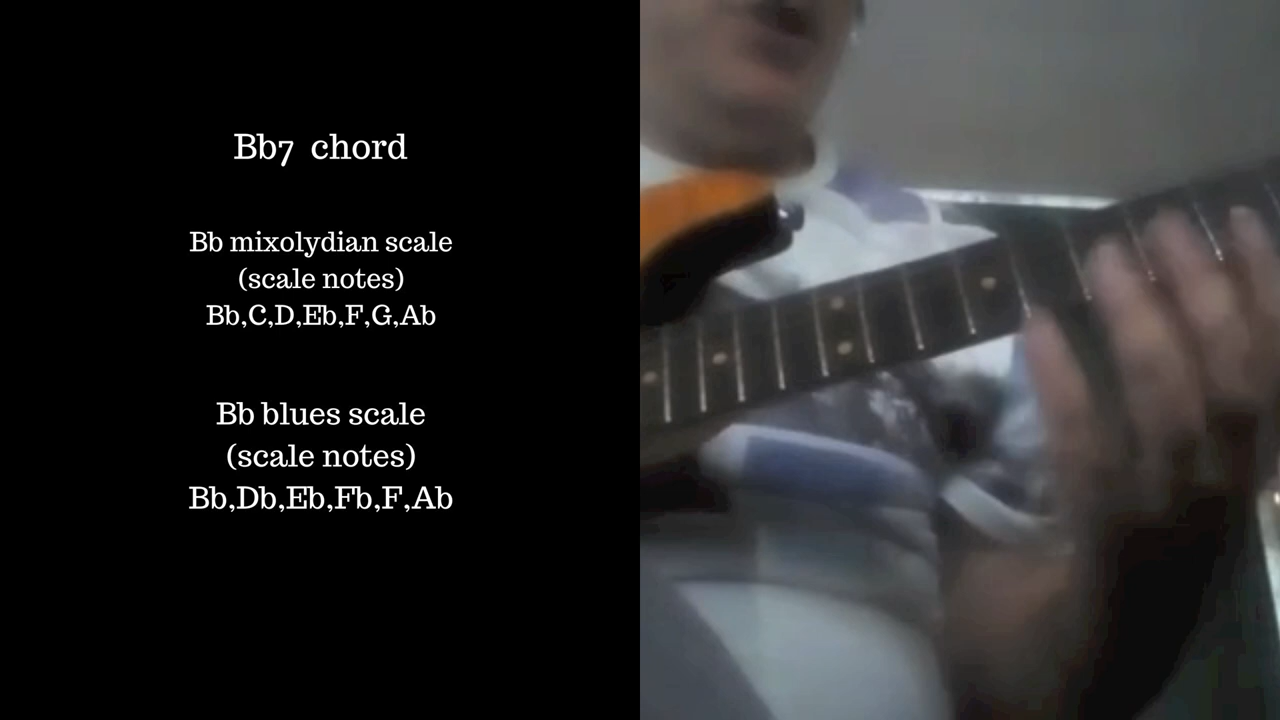 Bb7 chord
Bb mixolydian scale
(scale notes)
Bb,C,D,Eb,F,G,Ab
Bb blues scale
(scale notes)
Bb,Db,Eb,Fb,F,Ab